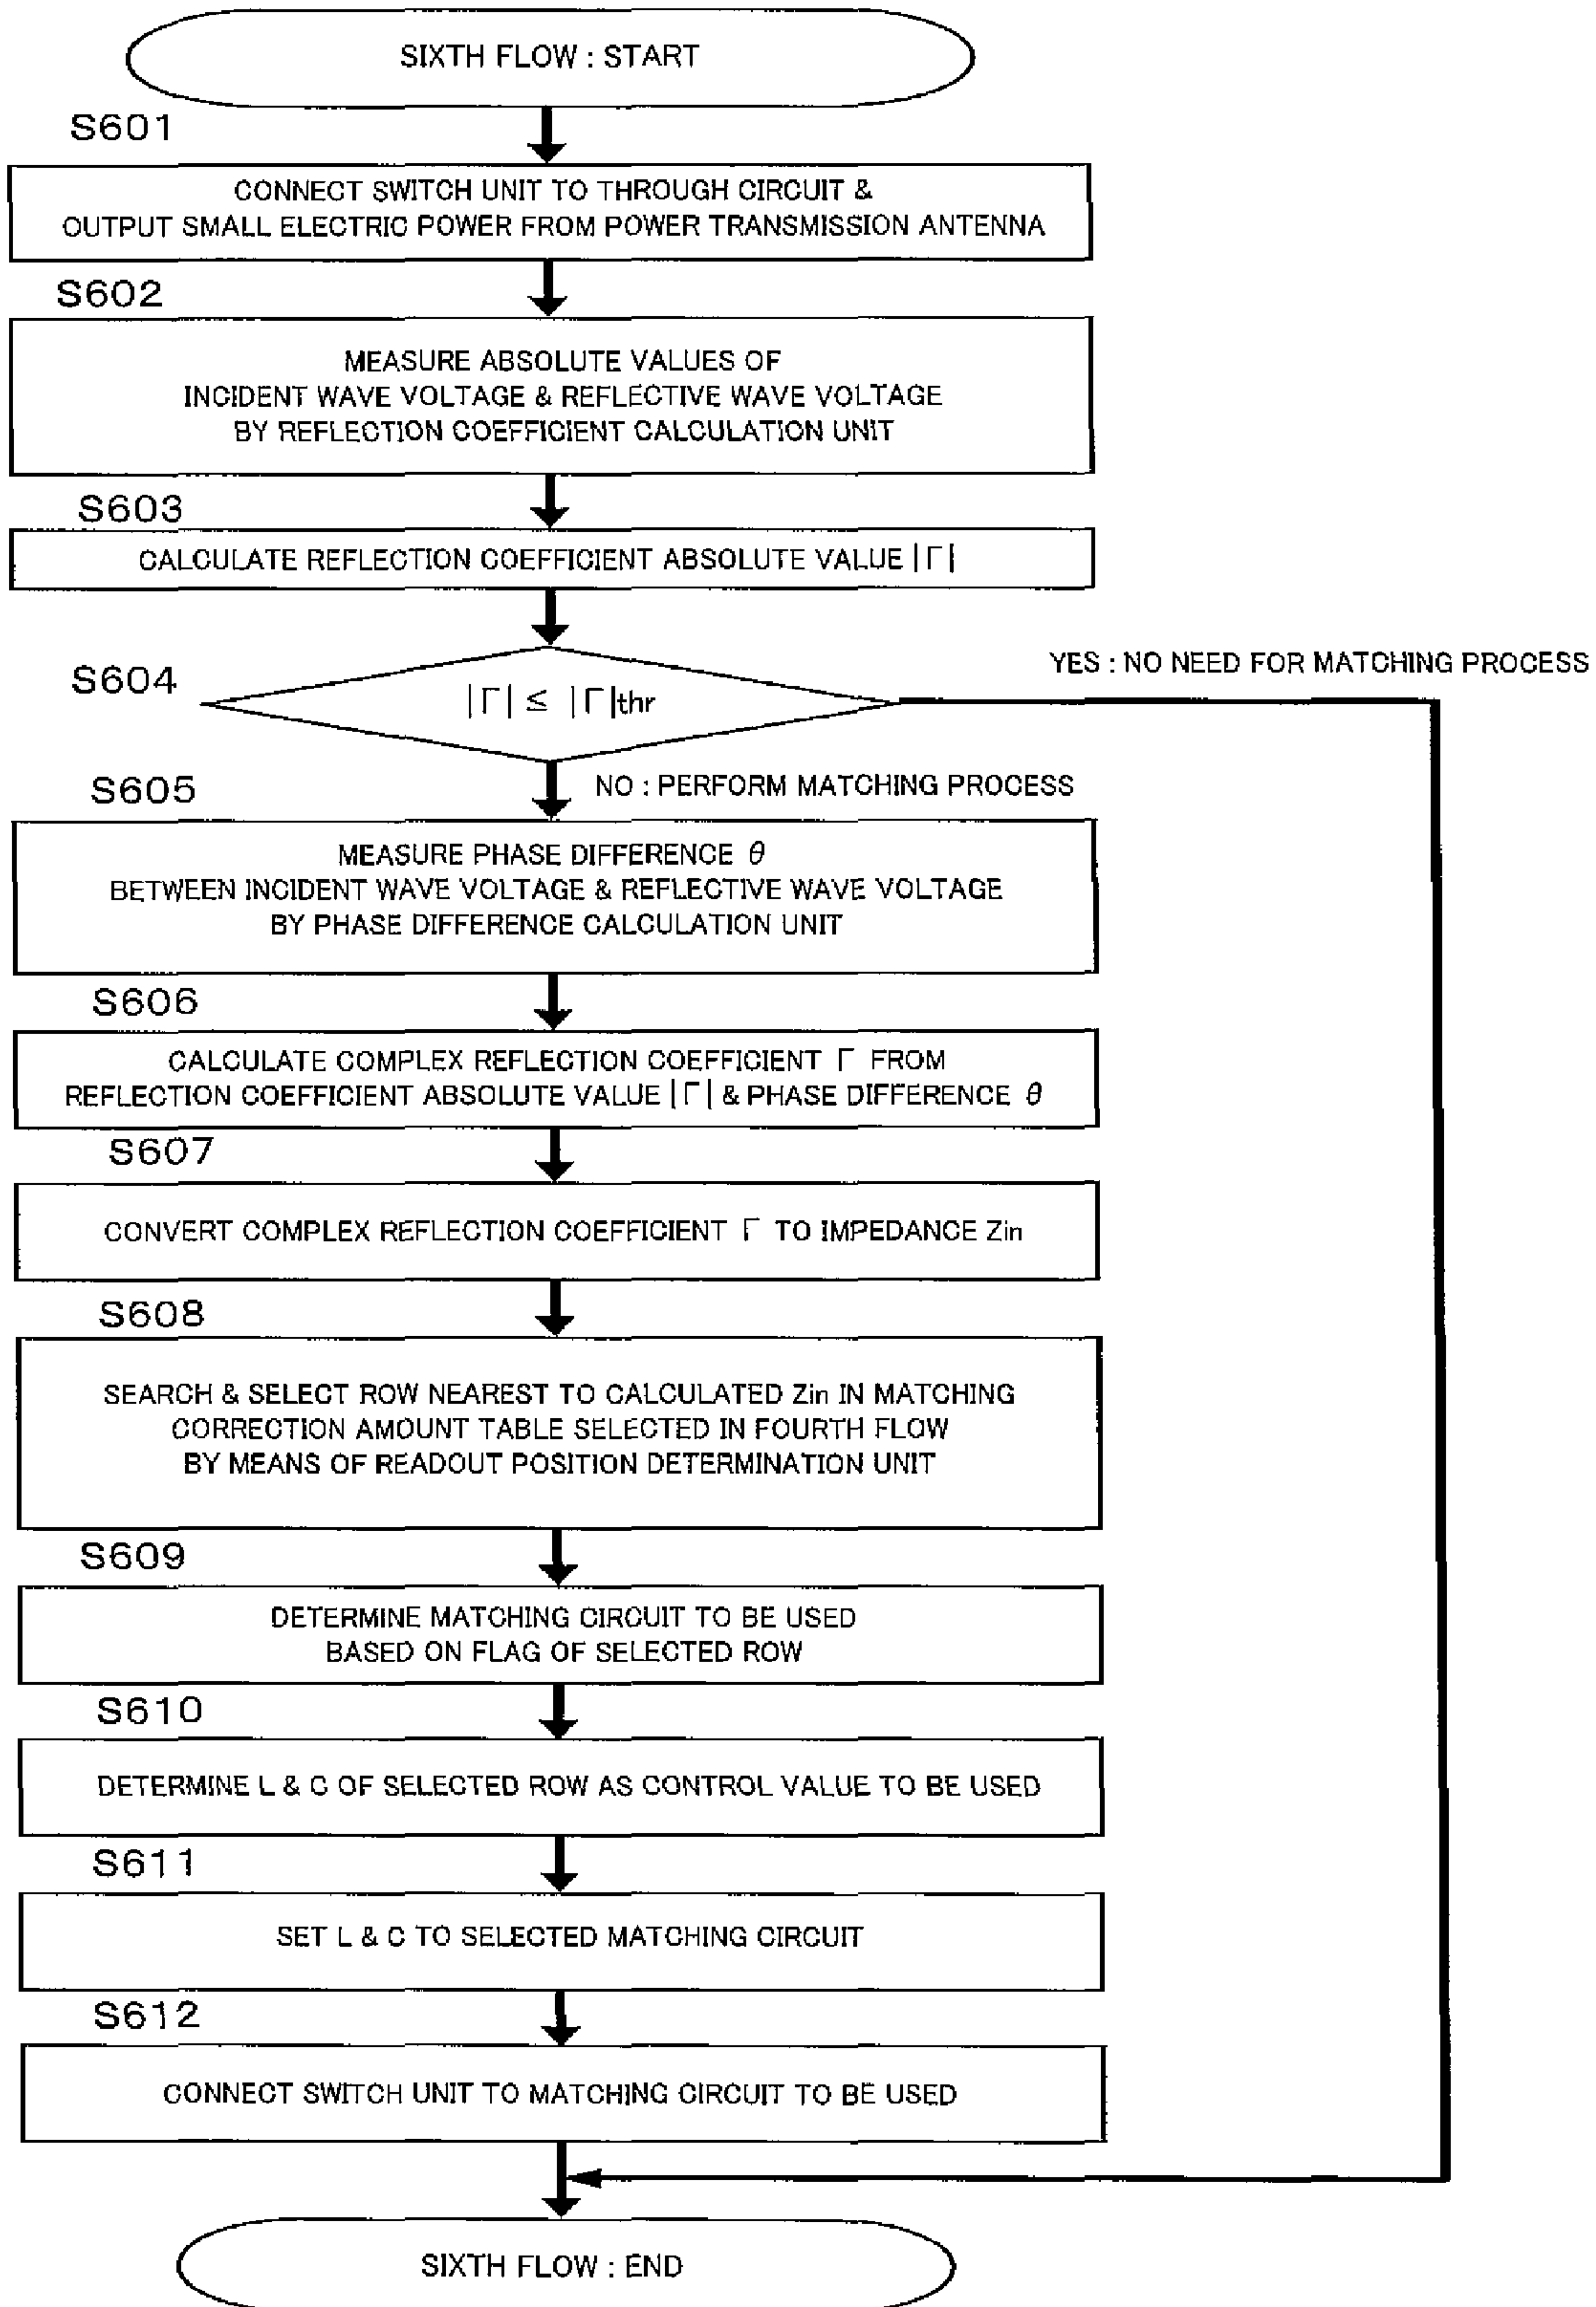 SIXTH FLOW : START
S601
CONNECT SWITCH UNIT TO THROUGH CIRCUIT &
OUTPUT SMALL ELECTRIC POWER FROM POWER TRANSMISSION ANTENNA
S602
MEASURE ABSOLUTE VALUES OF
INCIDENT WAVE VOLTAGE & REFLECTIVE WAVE VOLTAGE
BY REFLECTION COEFFICIENT CALCULATION UNIT
S603
CALCULATE REFLECTION COEFFICIENT ABSOLUTE VALUE |Γ|
S604
|Γ| ≤ |Γ|thr
YES : NO NEED FOR MATCHING PROCESS
NO : PERFORM MATCHING PROCESS
S605
MEASURE PHASE DIFFERENCE θ
BETWEEN INCIDENT WAVE VOLTAGE & REFLECTIVE WAVE VOLTAGE
BY PHASE DIFFERENCE CALCULATION UNIT
S606
CALCULATE COMPLEX REFLECTION COEFFICIENT Γ FROM
REFLECTION COEFFICIENT ABSOLUTE VALUE |Γ| & PHASE DIFFERENCE θ
S607
CONVERT COMPLEX REFLECTION COEFFICIENT Γ TO IMPEDANCE Zin
S608
SEARCH & SELECT ROW NEAREST TO CALCULATED Zin IN MATCHING
CORRECTION AMOUNT TABLE SELECTED IN FOURTH FLOW
BY MEANS OF READOUT POSITION DETERMINATION UNIT
S609
DETERMINE MATCHING CIRCUIT TO BE USED
BASED ON FLAG OF SELECTED ROW
S610
DETERMINE L & C OF SELECTED ROW AS CONTROL VALUE TO BE USED
S611
SET L & C TO SELECTED MATCHING CIRCUIT
S612
CONNECT SWITCH UNIT TO MATCHING CIRCUIT TO BE USED
SIXTH FLOW : END